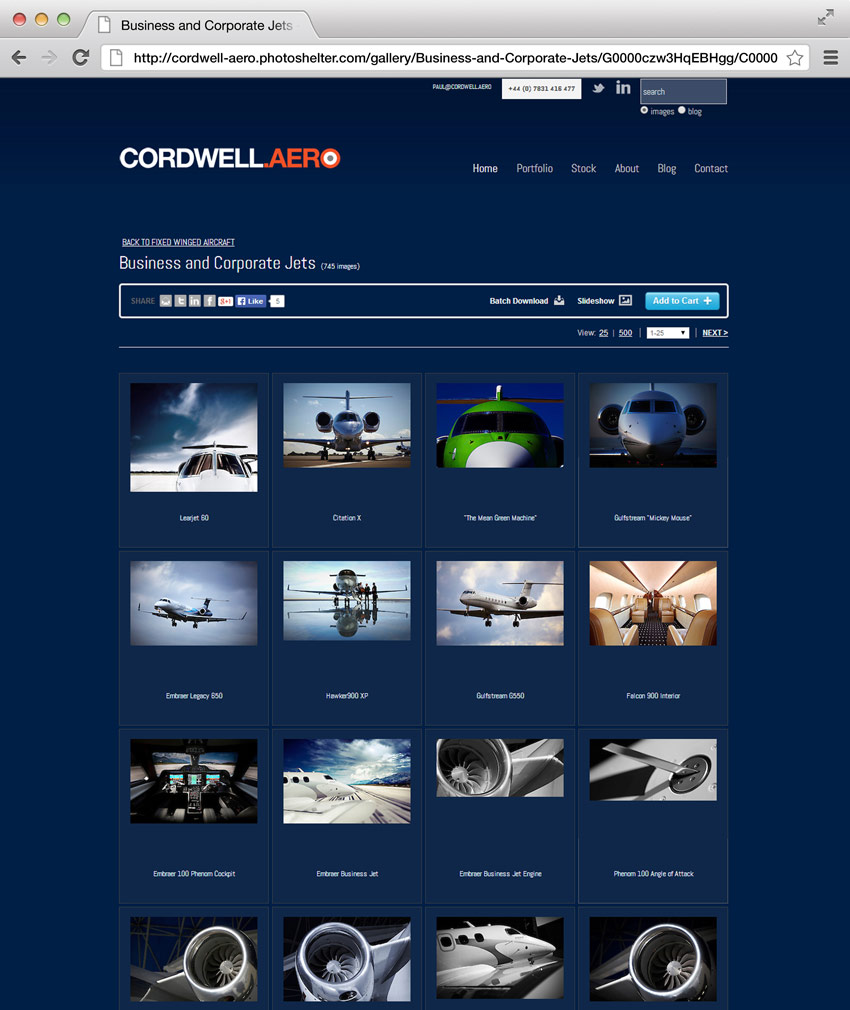 Business and Corporate Jets -
http://cordwell-aero.photoshelter.com/gallery/Business-and-Corporate-Jets/G0000czw3HqEBHgg/C0000
PAUL@CORDWELL.AERO +44 (0) 7831 416 477 in search
images blog
CORDWELL.AERO
Home Portfolio Stock About Blog Contact
BACK TO FIXED WINGED AIRCRAFT
Business and Corporate Jets (745 images)
SHARE t in f g+1 f Like 5 Batch Download Slideshow Add to Cart +
View: 25 | 500 | 1-25 | NEXT >
Learjet 60 Citation X "The Mean Green Machine" Gulfstream "Mickey Mouse"
Embraer Legacy 650 Hawker900 XP Gulfstream G550 Falcon 900 Interior
Embraer 100 Phenom Cockpit Embraer Business Jet Embraer Business Jet Engine Phenom 100 Angle of Attack